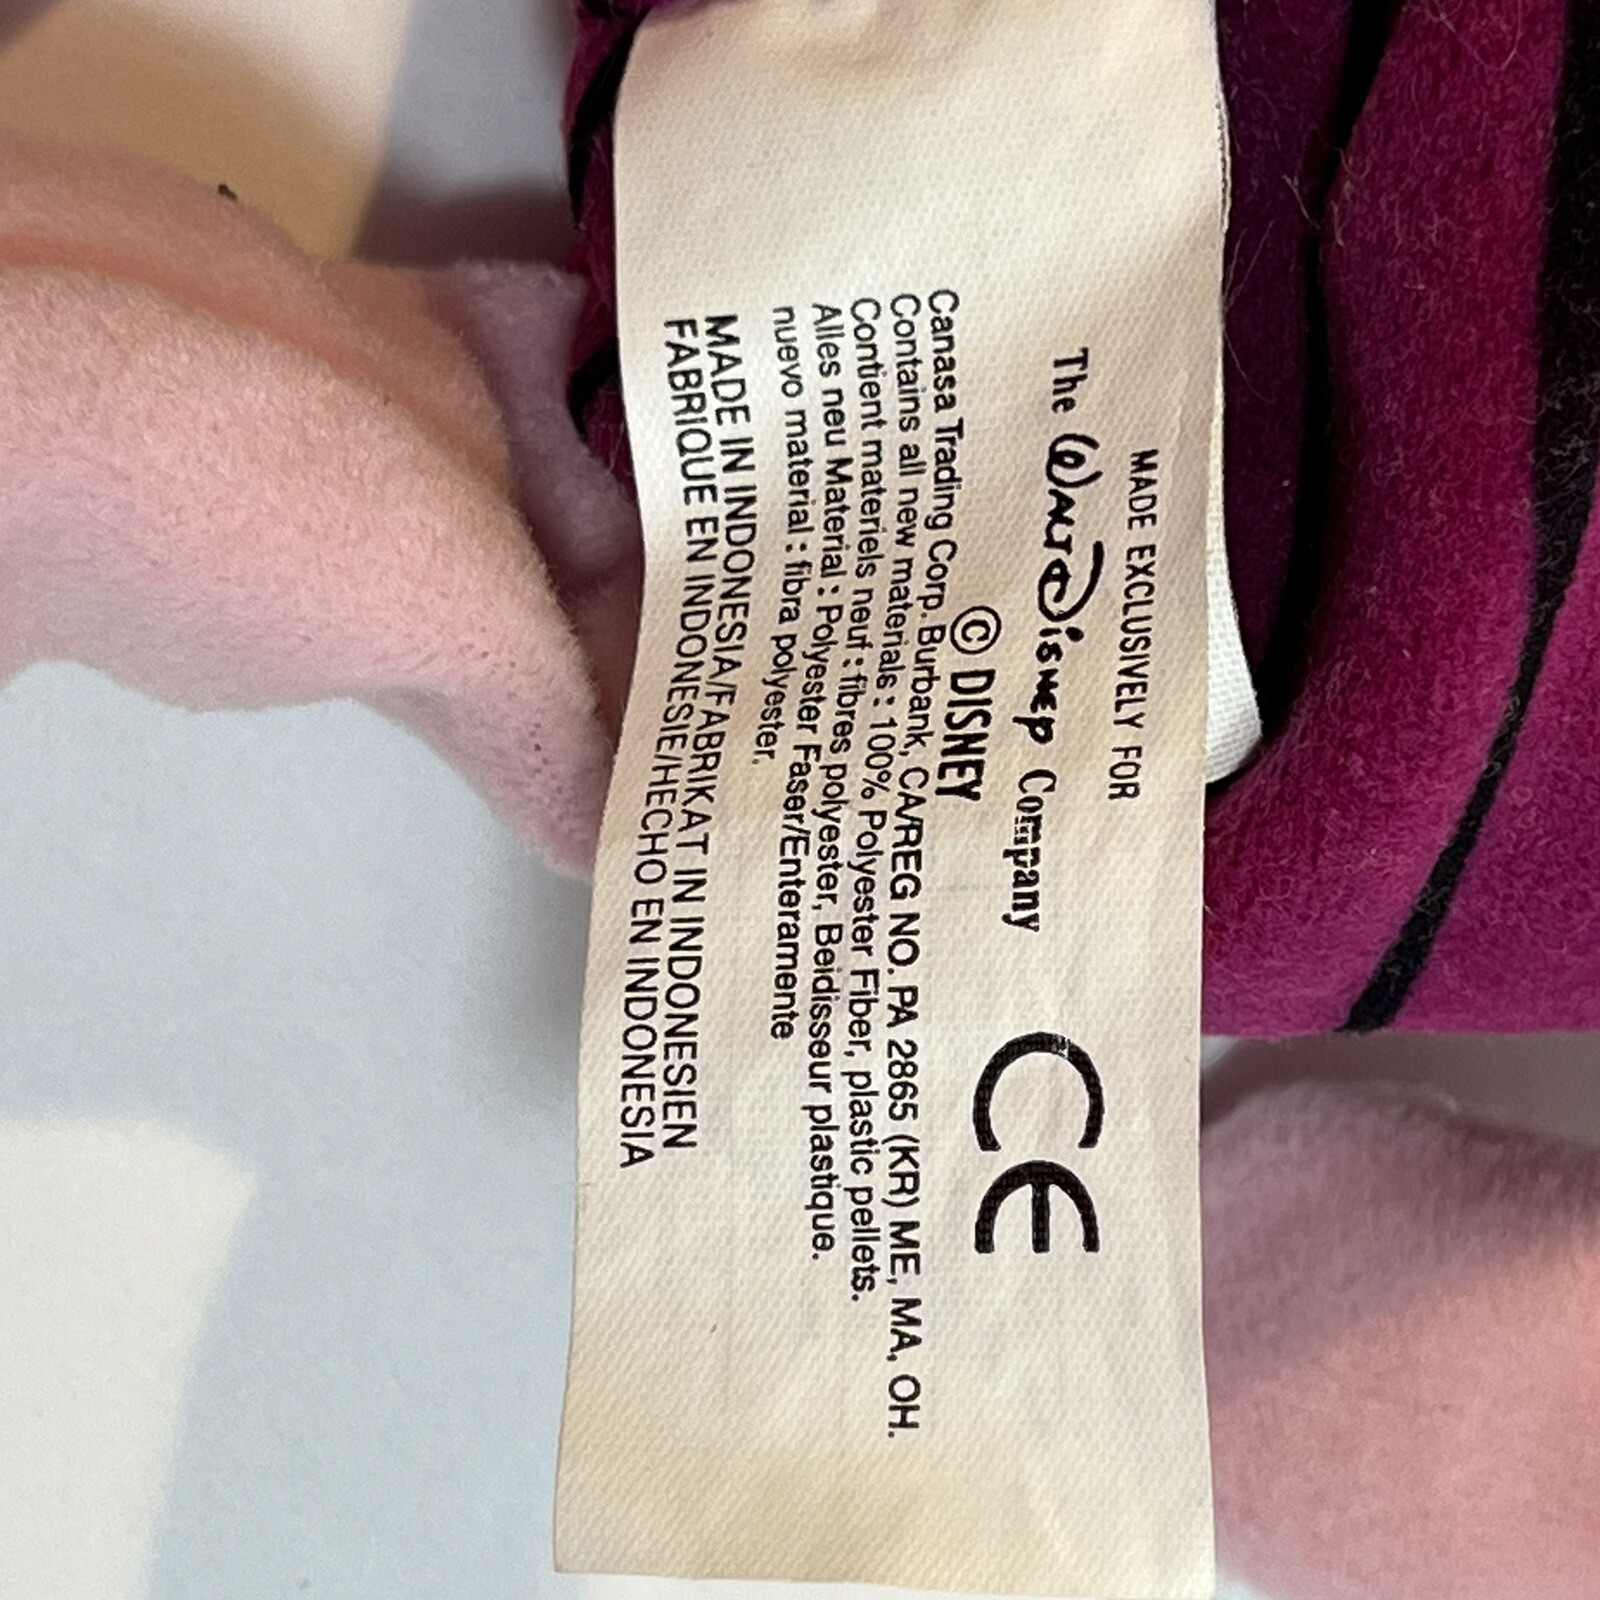 MADE EXCLUSIVELY FOR
The Walt Disney Company
© DISNEY
CE
Canasa Trading Corp. Burbank, CA/REG NO. PA 2865 (KR) ME, MA, OH.
Contains all new materials : 100% Polyester Fiber, plastic pellets.
Contient materiels neuf : fibres polyester, Beidisseur plastique.
Alles neu Material : Polyester Faser/Enteramente
nuevo material : fibra polyester.
MADE IN INDONESIA/FABRIKAT IN INDONESIEN
FABRIQUE EN INDONESIE/HECHO EN INDONESIA